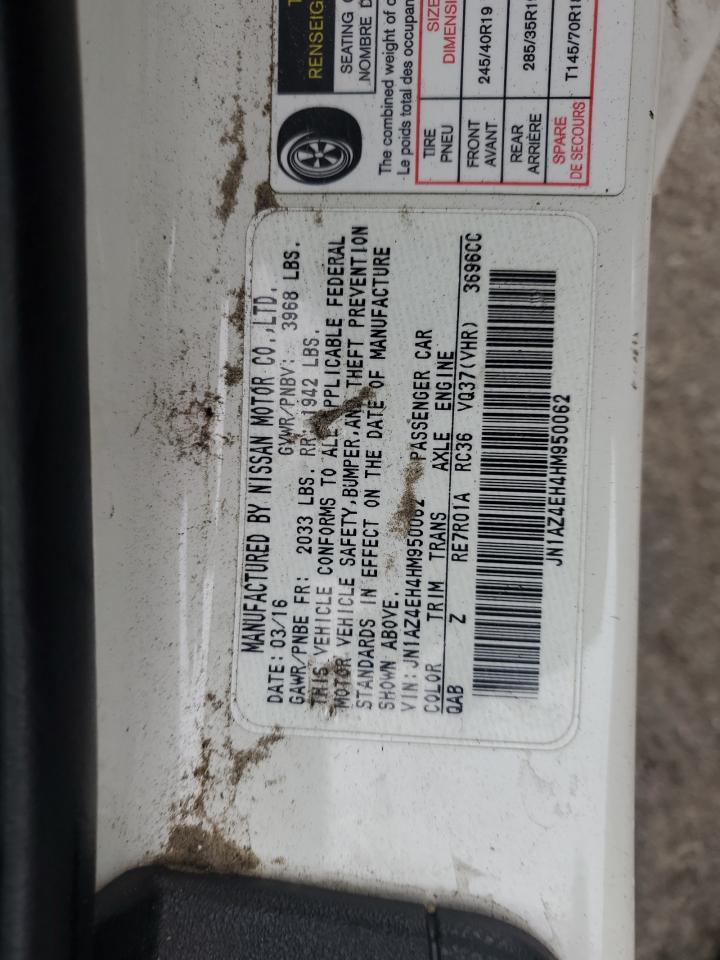 RENSEIG
SEATING
NOMBRE D
The combined weight of
Le poids total des occupan
TIRE SIZE
PNEU DIMENSI
FRONT 245/40R19
AVANT
REAR 285/35R1
ARRIÈRE
SPARE T145/70R18
DE SECOURS
MANUFACTURED BY NISSAN MOTOR CO.,LTD.
DATE: 03/16 GVWR/PNBV: 3968 LBS.
GAWR/PNBE FR: 2033 LBS. RR: 1942 LBS.
THIS VEHICLE CONFORMS TO ALL APPLICABLE FEDERAL
MOTOR VEHICLE SAFETY,BUMPER,AND THEFT PREVENTION
STANDARDS IN EFFECT ON THE DATE OF MANUFACTURE
SHOWN ABOVE.
VIN: JN1AZ4EH4HM950062 PASSENGER CAR
COLOR TRIM TRANS AXLE ENGINE
QAB Z RE7R01A RC36 VQ37(VHR) 3696CC
JN1AZ4EH4HM950062